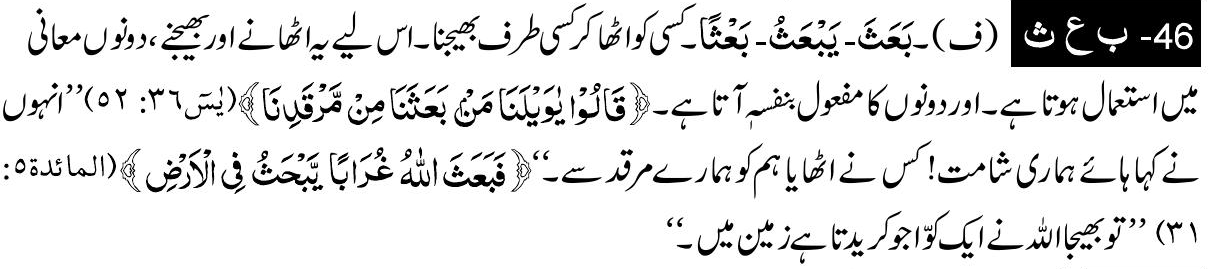 46- ب ع ث (ف)۔ بَعَثَ- یَبْعَثُ- بَعْثًا۔ کسی کو اٹھا کر کسی طرف بھیجنا۔ اس لیے یہ اٹھانے اور بھیجنے، دونوں معانی
میں استعمال ہوتا ہے۔ اور دونوں کا مفعول بنفسہٖ آتا ہے۔ ﴿قَالُوْا یٰوَیْلَنَا مَنْۢ بَعَثَنَا مِنْ مَّرْقَدِنَا﴾ (یٰسٓ ۳۶: ۵۲) ’’انہوں
نے کہا ہائے ہماری شامت! کس نے اٹھایا ہم کو ہمارے مرقد سے۔‘‘ ﴿فَبَعَثَ اللّٰهُ غُرَابًا یَّبْحَثُ فِی الْاَرْضِ﴾ (المائدۃ ۵:
۳۱) ’’تو بھیجا اللہ نے ایک کوّا جو کریدتا ہے زمین میں۔‘‘